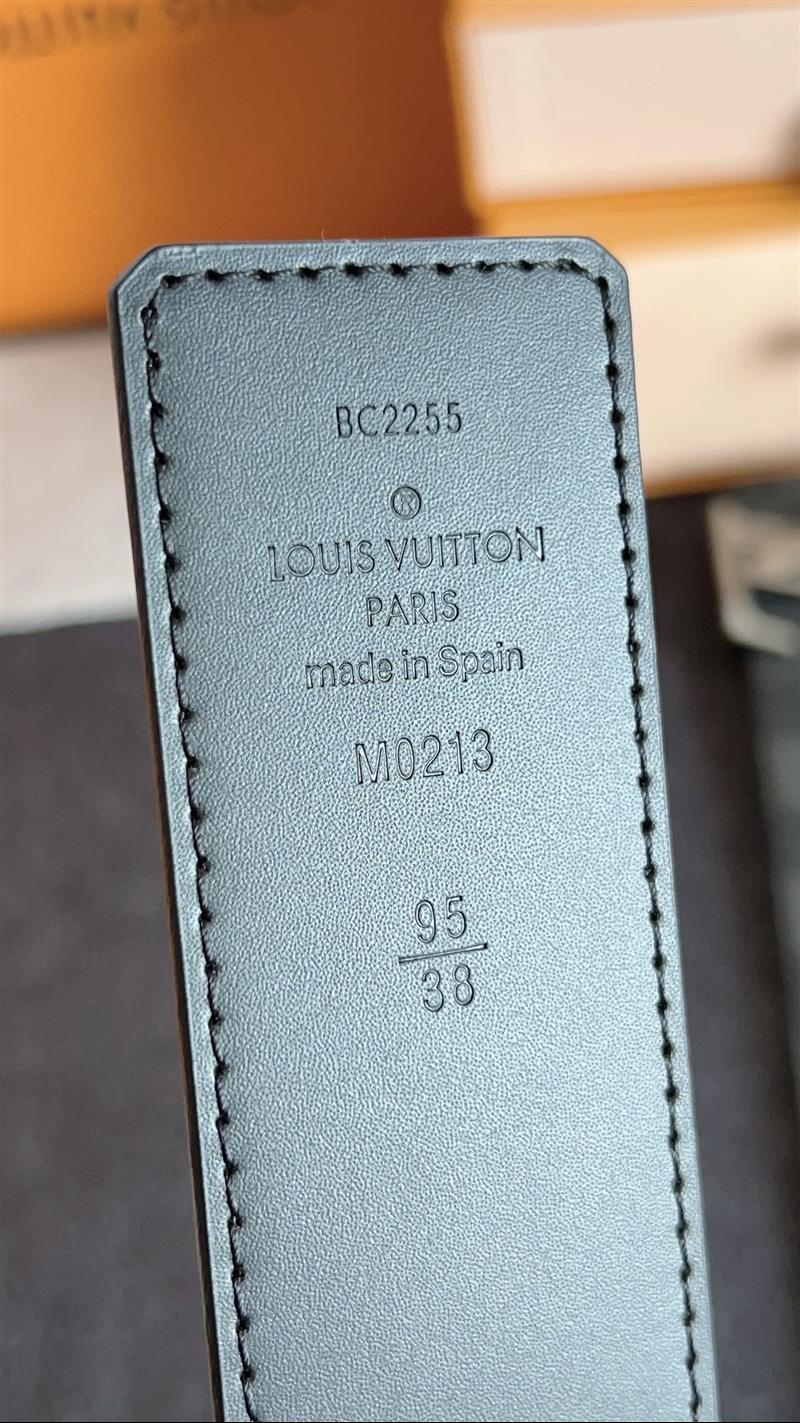 BC2255
®
LOUIS VUITTON
PARIS
made in Spain
M0213
95
38